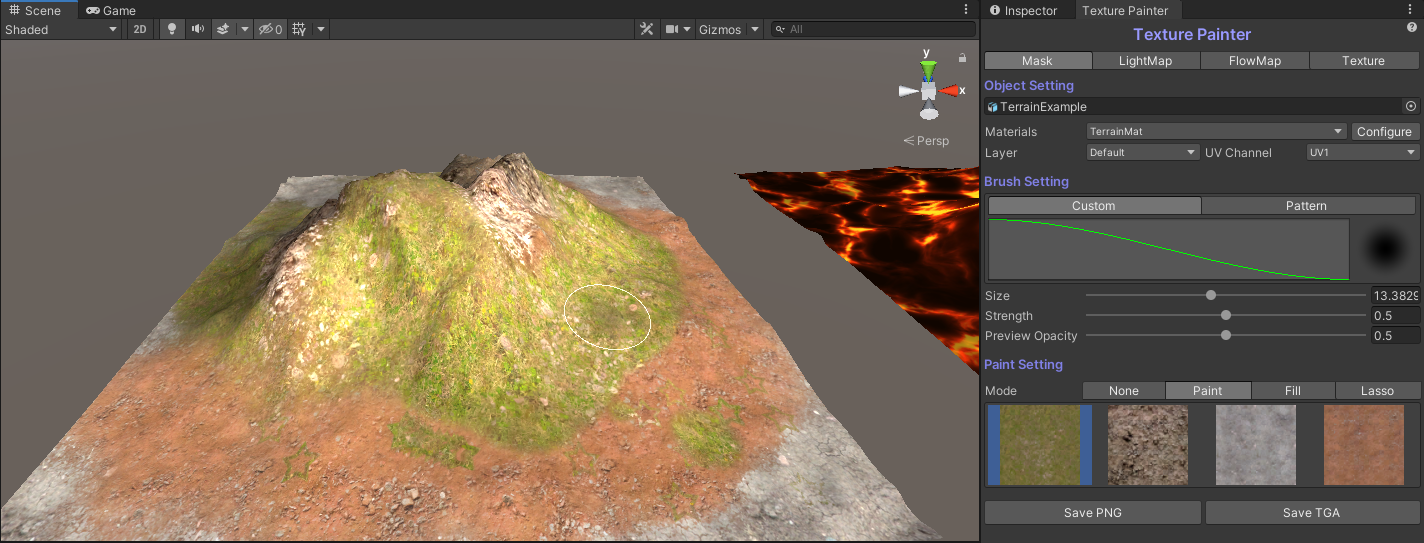 Scene Game
Shaded 2D 0 Gizmos All
y
x
Persp
Inspector Texture Painter
Texture Painter
Mask LightMap FlowMap Texture
Object Setting
TerrainExample
Materials TerrainMat Configure
Layer Default UV Channel UV1
Brush Setting
Custom Pattern
Size 13.3829
Strength 0.5
Preview Opacity 0.5
Paint Setting
Mode None Paint Fill Lasso
Save PNG Save TGA